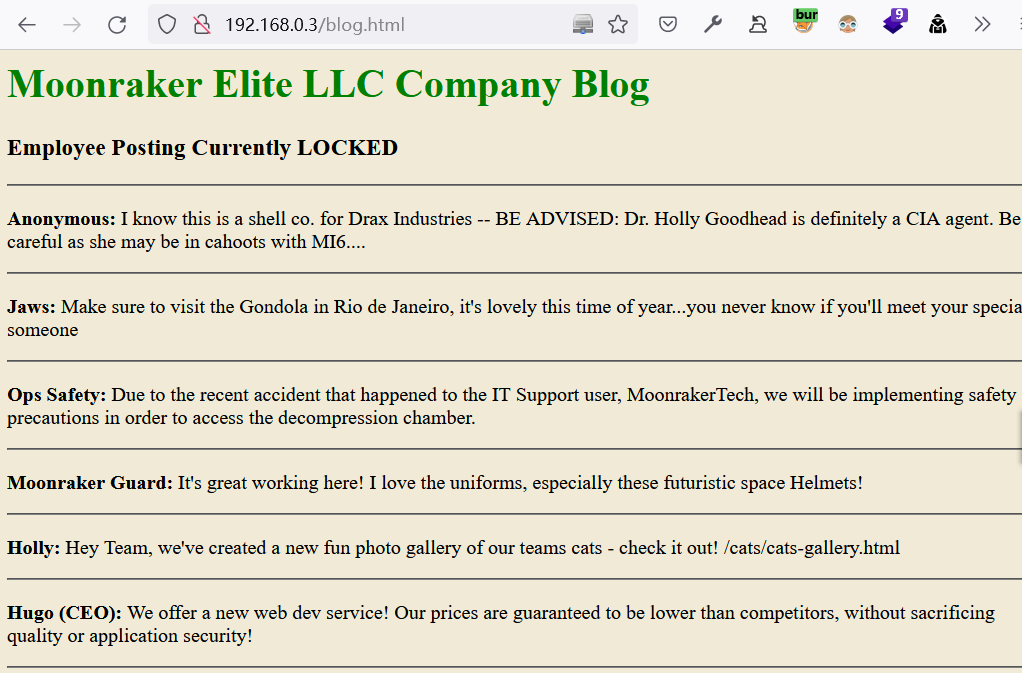 192.168.0.3/blog.html
bur
9
Moonraker Elite LLC Company Blog
Employee Posting Currently LOCKED
Anonymous: I know this is a shell co. for Drax Industries -- BE ADVISED: Dr. Holly Goodhead is definitely a CIA agent. Be
careful as she may be in cahoots with MI6....
Jaws: Make sure to visit the Gondola in Rio de Janeiro, it's lovely this time of year...you never know if you'll meet your specia
someone
Ops Safety: Due to the recent accident that happened to the IT Support user, MoonrakerTech, we will be implementing safety
precautions in order to access the decompression chamber.
Moonraker Guard: It's great working here! I love the uniforms, especially these futuristic space Helmets!
Holly: Hey Team, we've created a new fun photo gallery of our teams cats - check it out! /cats/cats-gallery.html
Hugo (CEO): We offer a new web dev service! Our prices are guaranteed to be lower than competitors, without sacrificing
quality or application security!